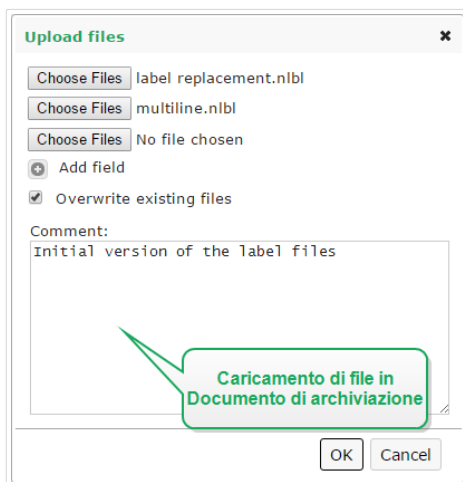 Upload files
Choose Files label replacement.nlbl
Choose Files multiline.nlbl
Choose Files No file chosen
Add field
Overwrite existing files
Comment:
Initial version of the label files
Caricamento di file in
Documento di archiviazione
OK Cancel